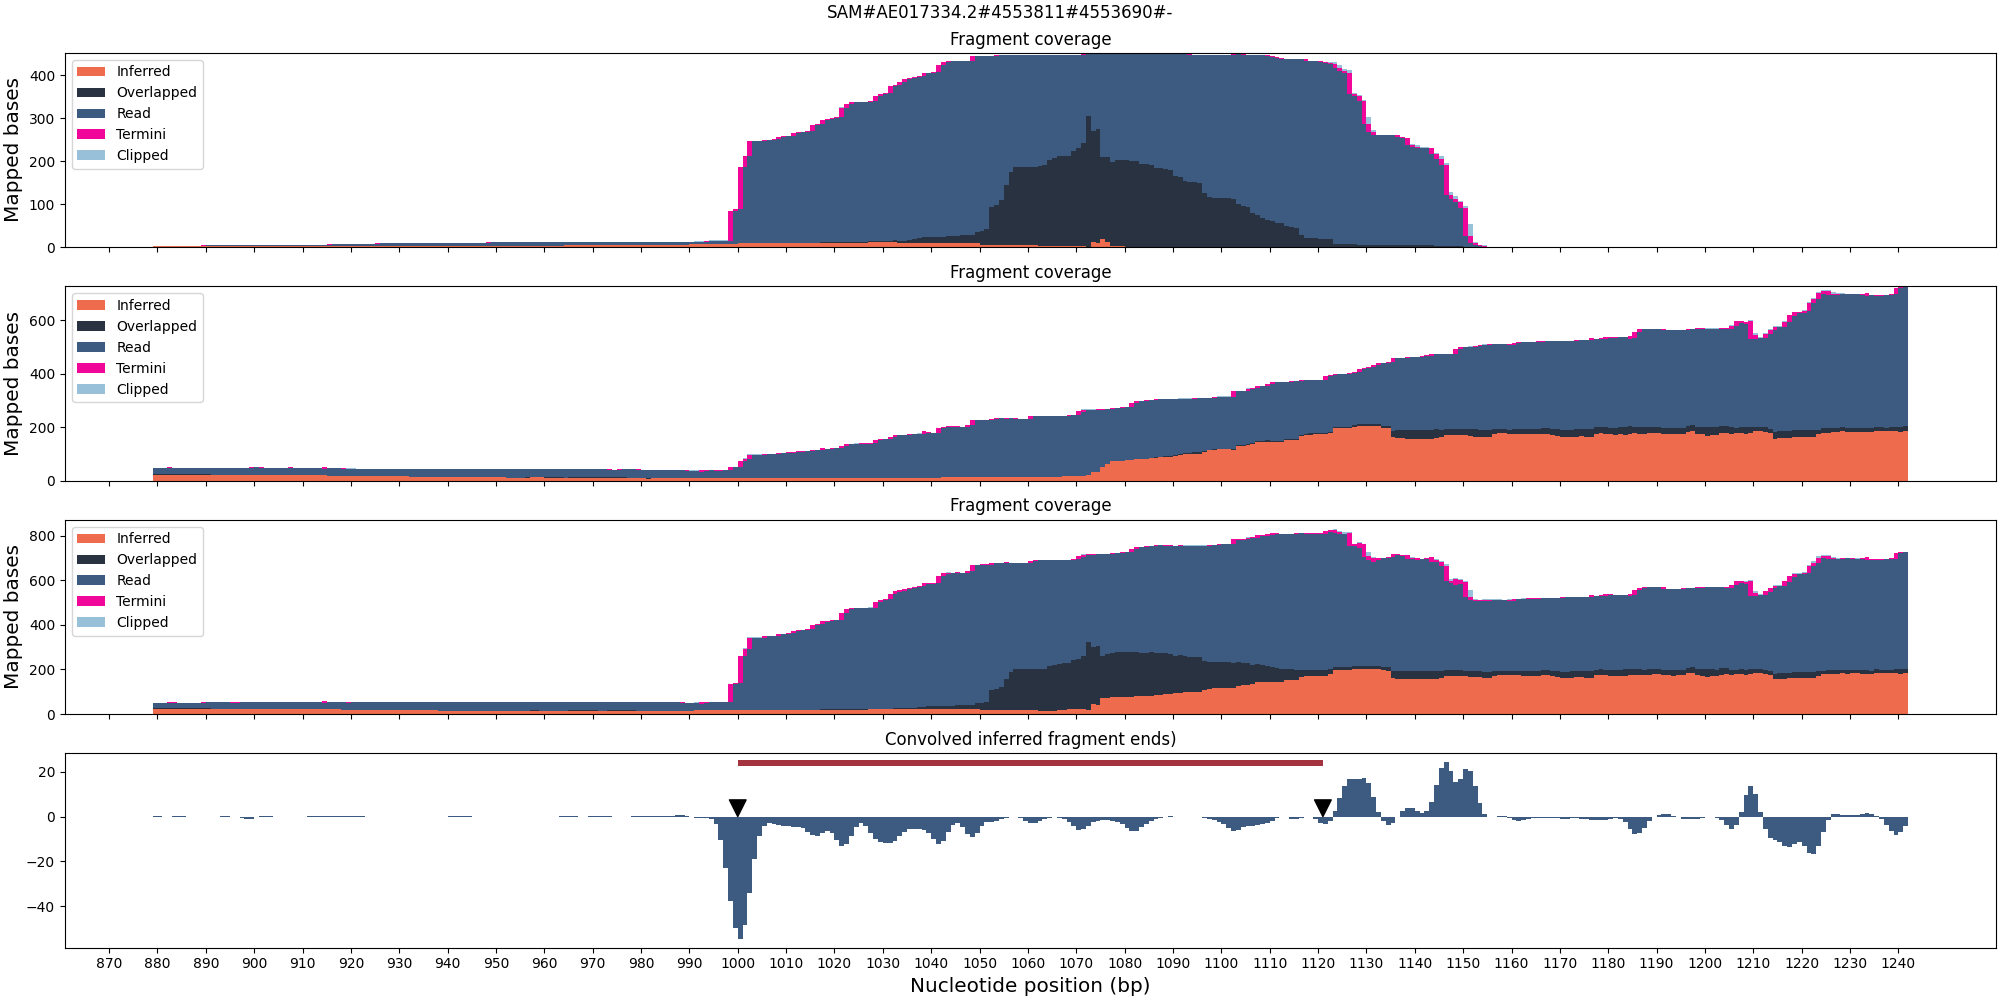 SAM#AE017334.2#4553811#4553690#-
Fragment coverage
Mapped bases
400
300
200
100
0
Inferred
Overlapped
Read
Termini
Clipped
Fragment coverage
Mapped bases
600
400
200
0
Inferred
Overlapped
Read
Termini
Clipped
Fragment coverage
Mapped bases
800
600
400
200
0
Inferred
Overlapped
Read
Termini
Clipped
Convolved inferred fragment ends)
20
0
−20
−40
870 880 890 900 910 920 930 940 950 960 970 980 990 1000 1010 1020 1030 1040 1050 1060 1070 1080 1090 1100 1110 1120 1130 1140 1150 1160 1170 1180 1190 1200 1210 1220 1230 1240
Nucleotide position (bp)